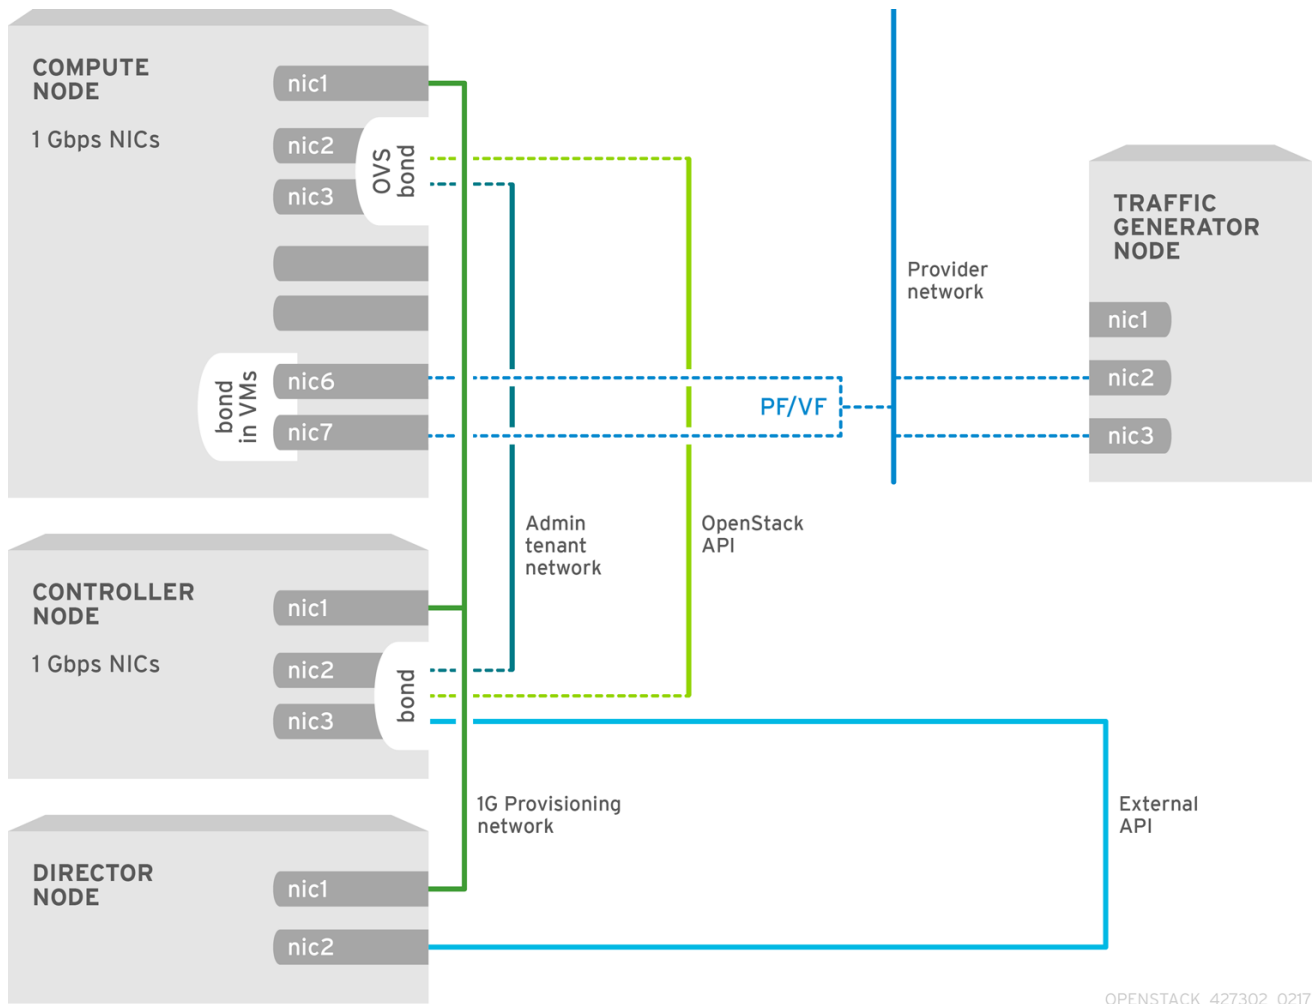 COMPUTE
NODE
1 Gbps NICs
nic1
nic2
nic3
OVS
bond
nic6
nic7
bond
in VMs
PF/VF
Provider
network
TRAFFIC
GENERATOR
NODE
nic1
nic2
nic3
Admin
tenant
network
OpenStack
API
CONTROLLER
NODE
1 Gbps NICs
nic1
nic2
nic3
bond
1G Provisioning
network
External
API
DIRECTOR
NODE
nic1
nic2
OPENSTACK_427302_0217